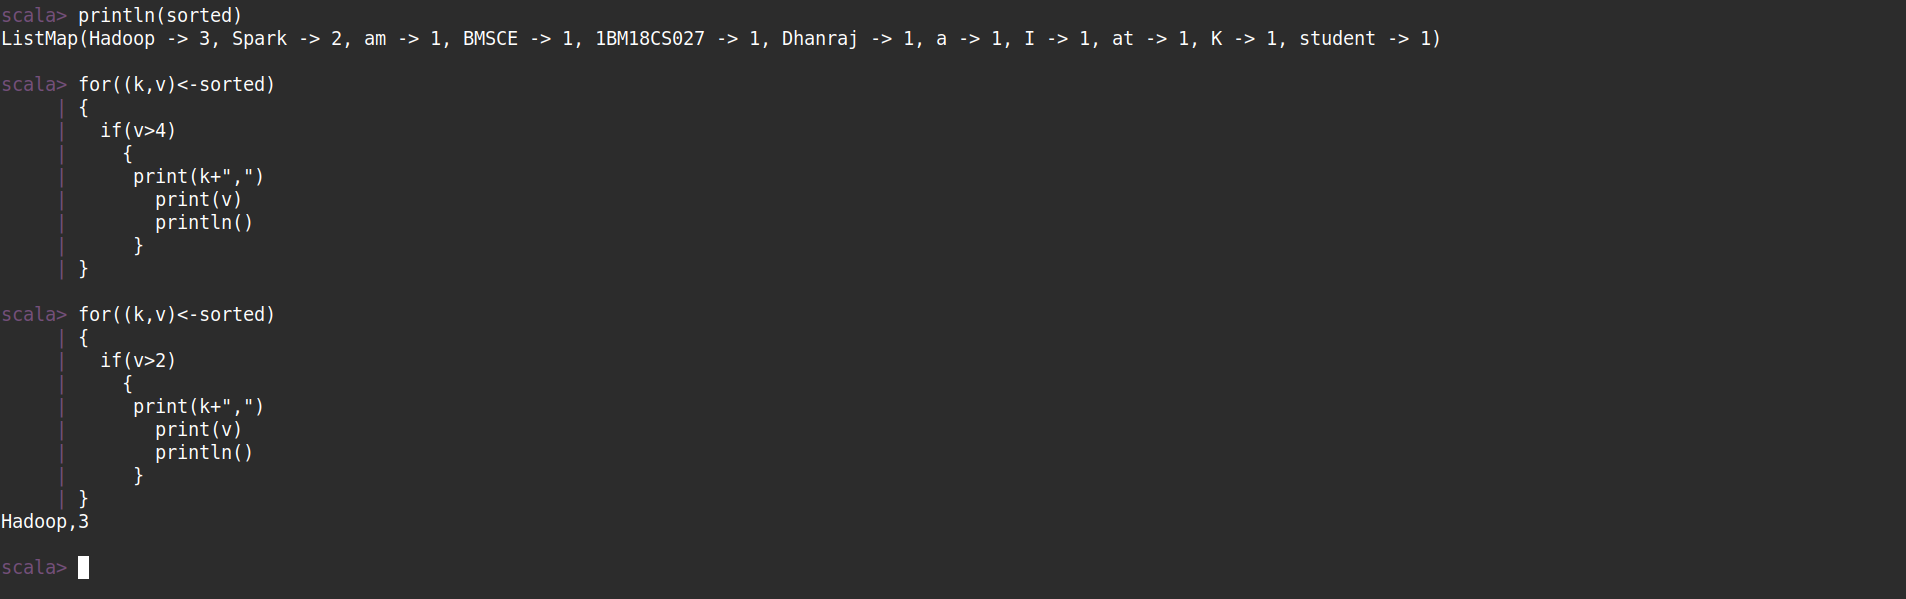 scala> println(sorted)
ListMap(Hadoop -> 3, Spark -> 2, am -> 1, BMSCE -> 1, 1BM18CS027 -> 1, Dhanraj -> 1, a -> 1, I -> 1, at -> 1, K -> 1, student -> 1)
scala> for((k,v)<-sorted)
     | {
     |   if(v>4)
     |     {
     |      print(k+",")
     |        print(v)
     |        println()
     |      }
     | }
scala> for((k,v)<-sorted)
     | {
     |   if(v>2)
     |     {
     |      print(k+",")
     |        print(v)
     |        println()
     |      }
     | }
Hadoop,3
scala>